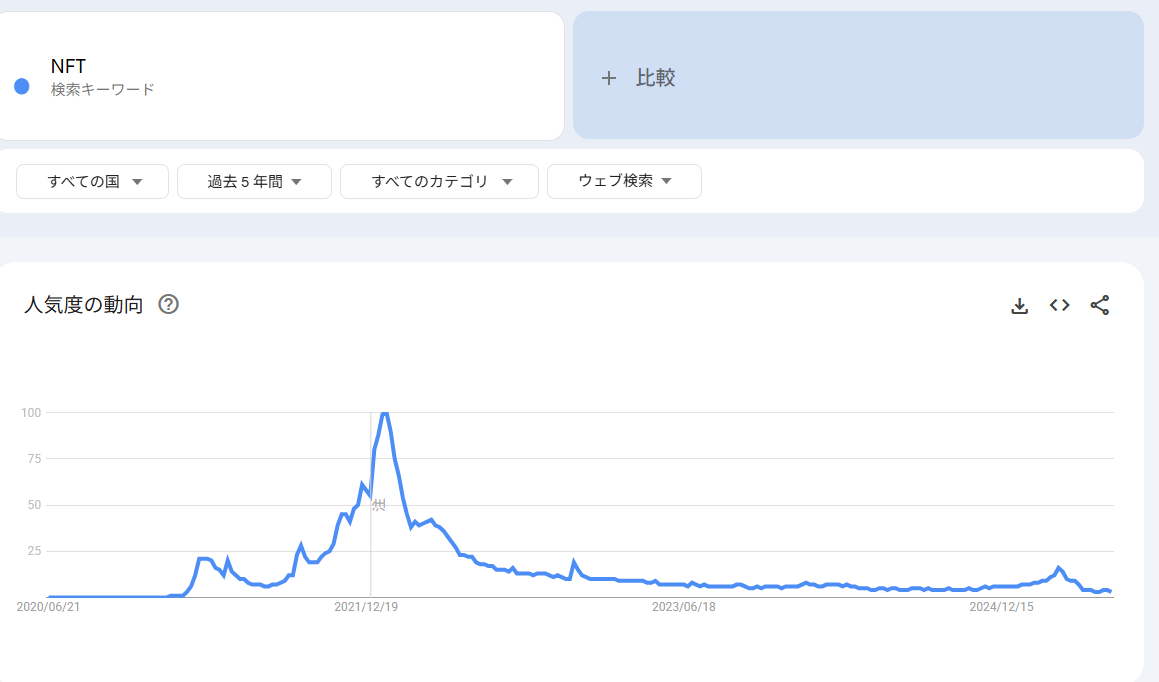 NFT
検索キーワード
+ 比較
すべての国
過去 5 年間
すべてのカテゴリ
ウェブ検索
人気度の動向
100
75
50
25
注
2020/06/21
2021/12/19
2023/06/18
2024/12/15